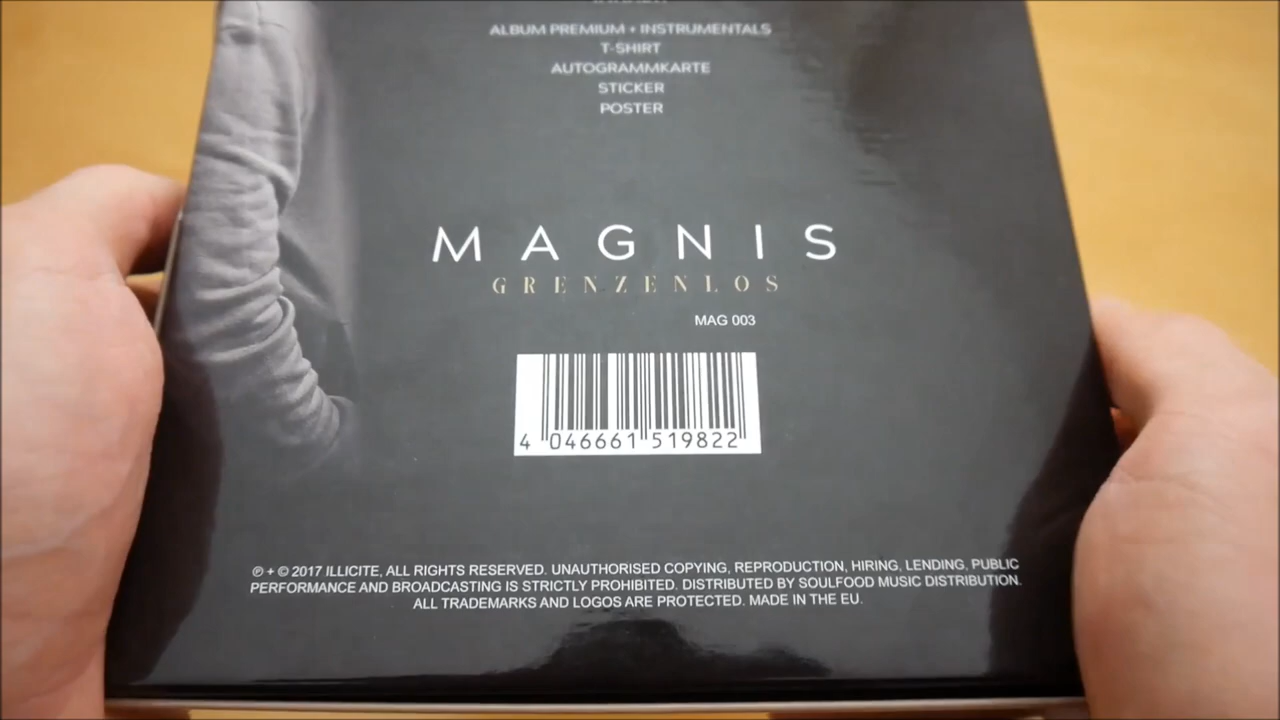 ALBUM PREMIUM + INSTRUMENTALS
T-SHIRT
AUTOGRAMMKARTE
STICKER
POSTER
MAGNIS
GRENZENLOS
MAG 003
4 046661 519822
℗ + © 2017 ILLICITE, ALL RIGHTS RESERVED. UNAUTHORISED COPYING, REPRODUCTION, HIRING, LENDING, PUBLIC
PERFORMANCE AND BROADCASTING IS STRICTLY PROHIBITED. DISTRIBUTED BY SOULFOOD MUSIC DISTRIBUTION.
ALL TRADEMARKS AND LOGOS ARE PROTECTED. MADE IN THE EU.